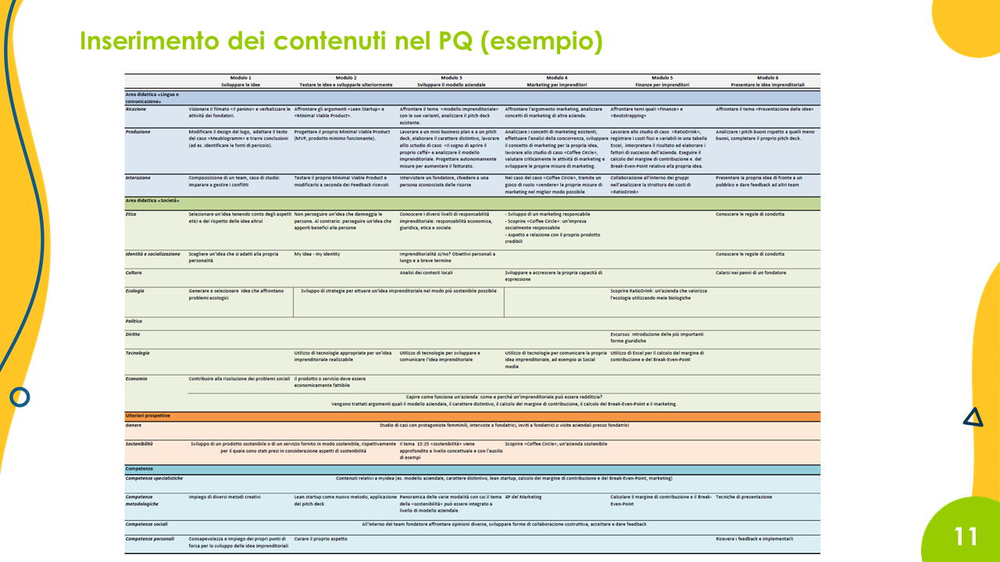 Inserimento dei contenuti nel PQ (esempio)
Modulo 1
Sviluppare le idee
Modulo 2
Testare le idee e svilupparle ulteriormente
Modulo 3
Sviluppare il modello aziendale
Modulo 4
Marketing per imprenditori
Modulo 5
Finanze per imprenditori
Modulo 6
Presentare le idee imprenditoriali
Area didattica «Lingua e
comunicazione»
Ricezione
Visionare il filmato «Il panino» e verbalizzare le
attività dei fondatori.
Affrontare gli argomenti «Lean Startup» e
«Minimal Viable Product».
Affrontare il tema «modello imprenditoriale»
con le sue varianti, analizzare il pitch deck
esistente.
Affrontare l'argomento marketing, analizzare
concetti di marketing di altre aziende.
Affrontare temi quali «Finanze» e
«Bootstrapping»
Affrontare il tema «Presentazione delle idee»
Produzione
Modificare il design del logo, adattare il testo
del caso «Meublogramm» e trarre conclusioni
(ad es. identificare le fonti di pericolo).
Progettare il proprio Minimal Viable Product
(MVP, prodotto minimo funzionante).
Lavorare a un mini business plan e a un pitch
deck, elaborare il carattere distintivo, lavorare
allo sctudio di caso «Il sogno di aprire il
proprio caffé» e analizzare il modello
imprenditoriale. Progettare autonomamente
misure per aumentare il fatturato.
Analizzare i concetti di marketing esistenti,
effettuare l'analisi della concorrenza, sviluppare
il concetto di marketing per la propria idea,
lavorare allo studio di caso «Coffee Circle»,
valutare criticamente le attività di marketing e
sviluppare le proprie misure di marketing.
Lavorare allo studio di caso «RatioDrink»,
registrare i costi fissi e variabili in una tabella
Excel, interpretare il risultato ed elaborare i
fattori di successo dell'azienda. Eseguire il
calcolo del margine di contribuzione e del
Break-Even-Point relativo alla propria idea.
Analizzare i pitch buoni rispetto a quelli meno
buoni, completare il proprio pitch deck.
Interazione
Composisizione di un team, caso di studio:
imparare a gestire i conflitti
Testare il proprio Minimal Viable Product e
modificarlo a seconda dei Feedback ricevuti
Intervistare un fondatore, chiedere a una
persona sconosciuta delle risorse
Nel caso del caso «Coffee Circle», tramite un
gioco di ruolo «vendere» le proprie misure di
marketing nel miglior modo possibile
Collaborazione all'interno dei gruppi
nell'analizzare la struttura dei costi di
«RatioDrink»
Presentare la propria idea di fronte a un
pubblico e dare feedback ad altri team
Area didattica «Società»
Etica
Selezionare un'idea tenendo conto degli aspetti
etici e del rispetto delle idee altrui
Non perseguire un'idea che danneggia le
persone. Al contrario: perseguire un'idea che
apporti benefici alle persone
Conoscere i diversi livelli di responsabilità
imprenditoriale: responsabilità economica,
giuridica, etica e sociale.
- Sviluppo di un marketing responsabile
- Scoprire «Coffee Circle»: un'impresa
socialmente responsabile
- Aspetto e relazione con il proprio prodotto
credibili
Conoscere le regole di condotta
Identità e socializzazione
Scegliere un'idea che si adatti alla propria
personalità
My idea - my identity
Imprenditorialità sì/no? Obiettivi personali a
lungo e a breve termine
Conoscere le regole di condotta
Cultura
Analisi dei contesti locali
Sviluppare e accrescere la propria capacità di
espressione
Calarsi nei panni di un fondatore
Ecologia
Generare e selezionare idee che affrontano
problemi ecologici
Sviluppo di strategie per attuare un'idea imprenditoriale nel modo più sostenibile possibile
Scoprire RatioDrink: un'azienda che valorizza
l'ecologia utilizzando mele biologiche
Politica
Diritto
Excursus: introduzione delle più importanti
forme giuridiche
Tecnologia
Utilizzo di tecnologie appropriate per un'idea
imprenditoriale realizzabile
Utilizzo di tecnologie per sviluppare e
comunicare l'idea imprenditoriale
Utilizzo di tecnologie per comunicare la propria
idea imprenditoriale, ad esempio ai Social
media
Utilizzo di Excel per il calcolo del margine di
contribuzione e del Break-Even-Point
Economia
Contribuire alla risoluzione dei problemi sociali
Il prodotto o servizio deve essere
economicamente fattibile
Capire come funziona un'azienda: come e perché un'imprenditoriale può essere redditizia?
Vengono trattati argomenti quali il modello aziendale, il carattere distintivo, il calcolo del margine di contribuzione, il calcolo del Break-Even-Point e il marketing.
Ulteriori prospettive
Genere
Studio di casi con protagoniste femminili, interviste a fondatrici, inviti a fondatrici o visite aziendali presso fondatrici
Sostenibilità
Sviluppo di un prodotto sostenibile o di un servizio fornito in modo sostenibile, rispettivamente
per il quale sono stati presi in considerazione aspetti di sostenibilità
Il tema 15:25 «sostenibilità» viene
approfondito a livello concettuale e con l'ausilio
di esempi
Scoprire «Coffee Circle»; un'azienda sostenibile
Competenze
Competenze specialistiche
Contenuti relativi a myidea (es. modello aziendale, carattere distintivo, lean startup, calcolo del margine di contribuzione e del Break-Even-Point, marketing)
Competenze
metodologiche
Impiego di diversi metodi creativi
Lean startup come nuovo metodo, applicazione
del pitch deck
Panoramica delle varie modalità con cui il tema
della «sostenibilità» può essere integrato a
livello di modello aziendale
4P del Marketing
Calcolare il margine di contribuzione e il Break-
Even-Point
Tecniche di presentazione
Competenze sociali
All'interno del team fondatore affrontare opinioni diverse, sviluppare forme di collaborazione costruttiva, accettare e dare feedback
Competenze personali
Consapevolezza e impiego dei propri punti di
forza per lo sviluppo delle idee imprenditoriali
Curare il proprio aspetto
Ricevere i feedback e implementarli
11